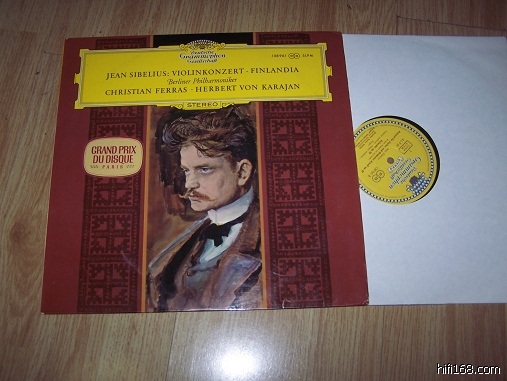 Deutsche
Grammophon
Gesellschaft
JEAN SIBELIUS: VIOLINKONZERT · FINLANDIA
Berliner Philharmoniker
CHRISTIAN FERRAS · HERBERT VON KARAJAN
STEREO
GRAND PRIX
DU DISQUE
PARIS
hifi168.com